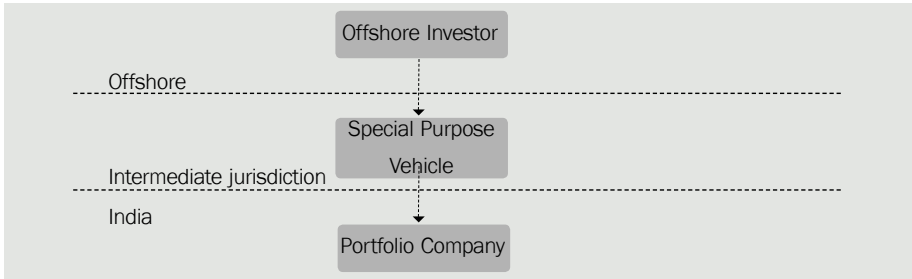 Offshore Investor
Offshore
Special Purpose
Vehicle
Intermediate jurisdiction
India
Portfolio Company